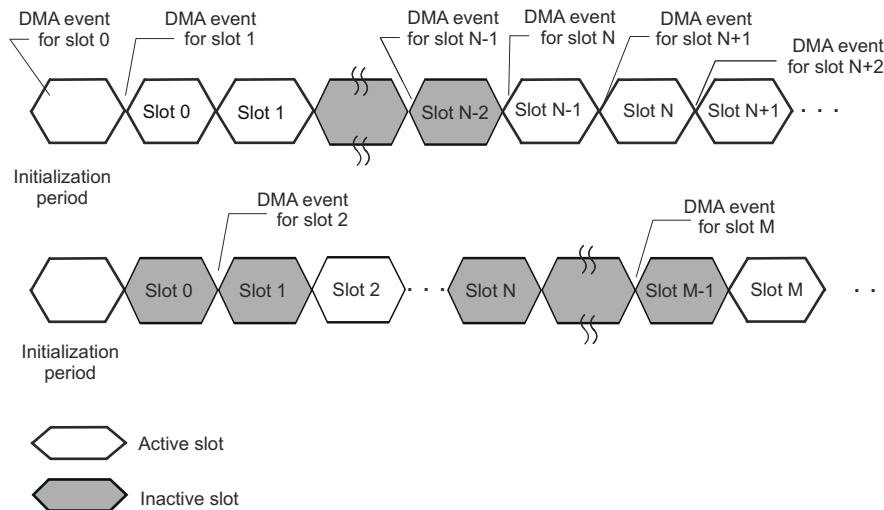 DMA event
for slot 0
DMA event
for slot 1
DMA event
for slot N-1
DMA event
for slot N
DMA event
for slot N+1
DMA event
for slot N+2
Slot 0
Slot 1
Slot N-2
Slot N-1
Slot N
Slot N+1
. . .
Initialization
period
DMA event
for slot 2
DMA event
for slot M
Slot 0
Slot 1
Slot 2
. . .
Slot N
Slot M-1
Slot M
. .
Initialization
period
Active slot
Inactive slot